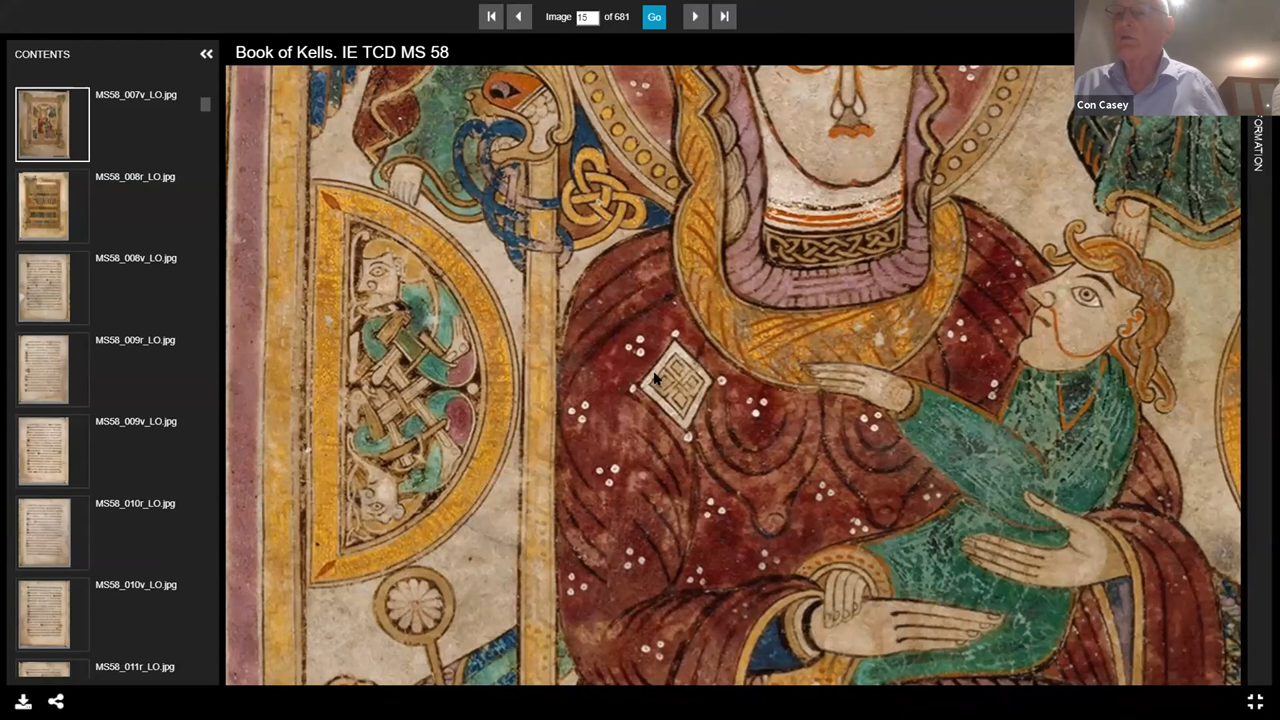 Image 15 of 681 Go
CONTENTS
Book of Kells. IE TCD MS 58
MS58_007v_LO.jpg
MS58_008r_LO.jpg
MS58_008v_LO.jpg
MS58_009r_LO.jpg
MS58_009v_LO.jpg
MS58_010r_LO.jpg
MS58_010v_LO.jpg
MS58_011r_LO.jpg
Con Casey
FORMATION